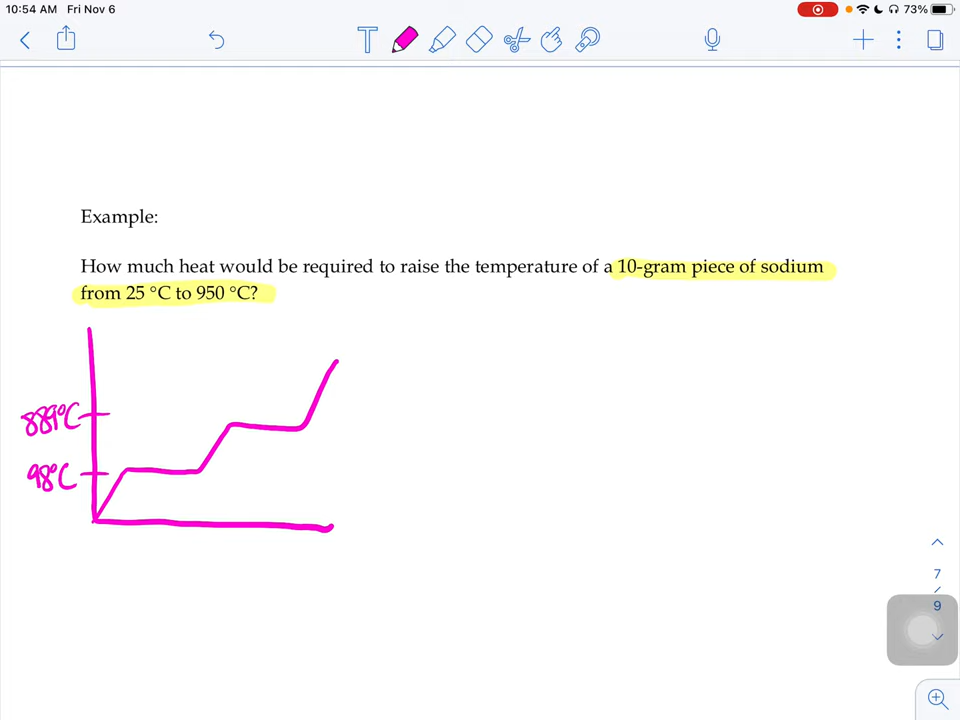 10:54 AM Fri Nov 6
73%
T
Example:
How much heat would be required to raise the temperature of a 10-gram piece of sodium
from 25 °C to 950 °C?
889°C
98°C
7
/
9